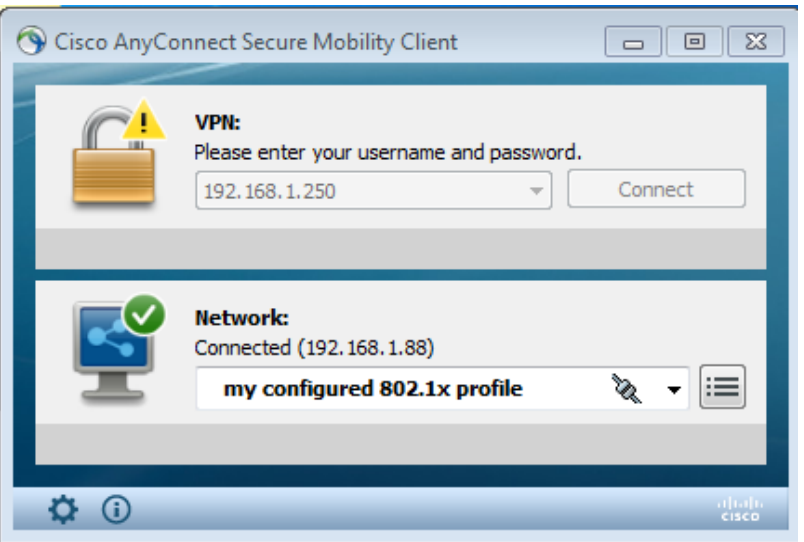 Cisco AnyConnect Secure Mobility Client
VPN:
Please enter your username and password.
192.168.1.250
Connect
Network:
Connected (192.168.1.88)
my configured 802.1x profile
CISCO